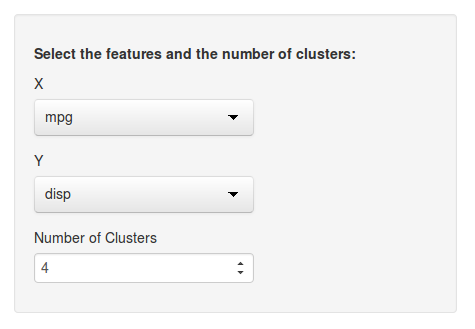 Select the features and the number of clusters:
X
mpg
Y
disp
Number of Clusters
4